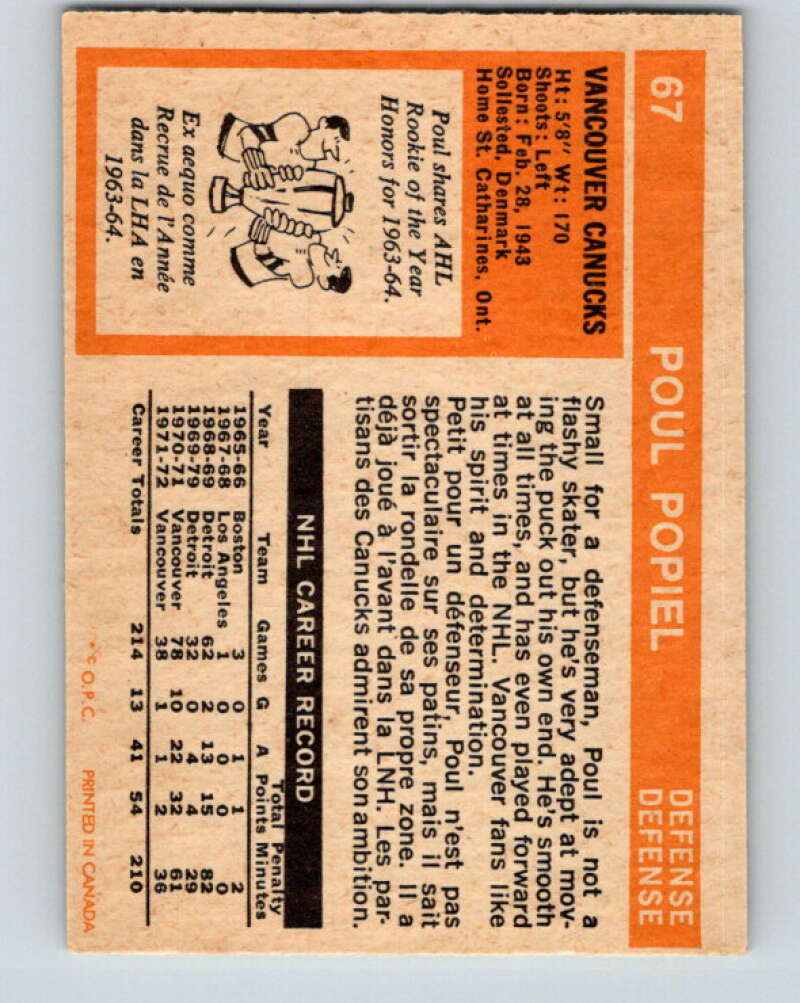 67 POUL POPIEL DEFENSE
DEFENSE
VANCOUVER CANUCKS
Ht: 5'8" Wt: 170
Shoots: Left
Born: Feb. 28, 1943
Sollested, Denmark
Home St. Catharines, Ont.
Poul shares AHL
Rookie of the Year
Honors for 1963-64.
Ex aequo comme
Recrue de l'Année
dans la LHA en
1963-64.
Small for a defenseman, Poul is not a
flashy skater, but he's very adept at mov-
ing the puck out his own end. He's smooth
at all times, and has even played forward
at times in the NHL. Vancouver fans like
his spirit and determination.
Petit pour un défenseur, Poul n'est pas
spectaculaire sur ses patins, mais il sait
sortir la rondelle de sa propre zone. Il a
déjà joué à l'avant dans la LNH. Les par-
tisans des Canucks admirent son ambition.
NHL CAREER RECORD
Total Penalty
Year Team Games G A Points Minutes
1965-66 Boston 3 0 1 1 2
1967-68 Los Angeles 1 0 0 0 0
1968-69 Detroit 62 2 13 15 82
1969-79 Detroit 32 0 4 4 29
1970-71 Vancouver 78 10 22 32 61
1971-72 Vancouver 38 1 1 2 36
Career Totals 214 13 41 54 210
*© O.P.C. PRINTED IN CANADA